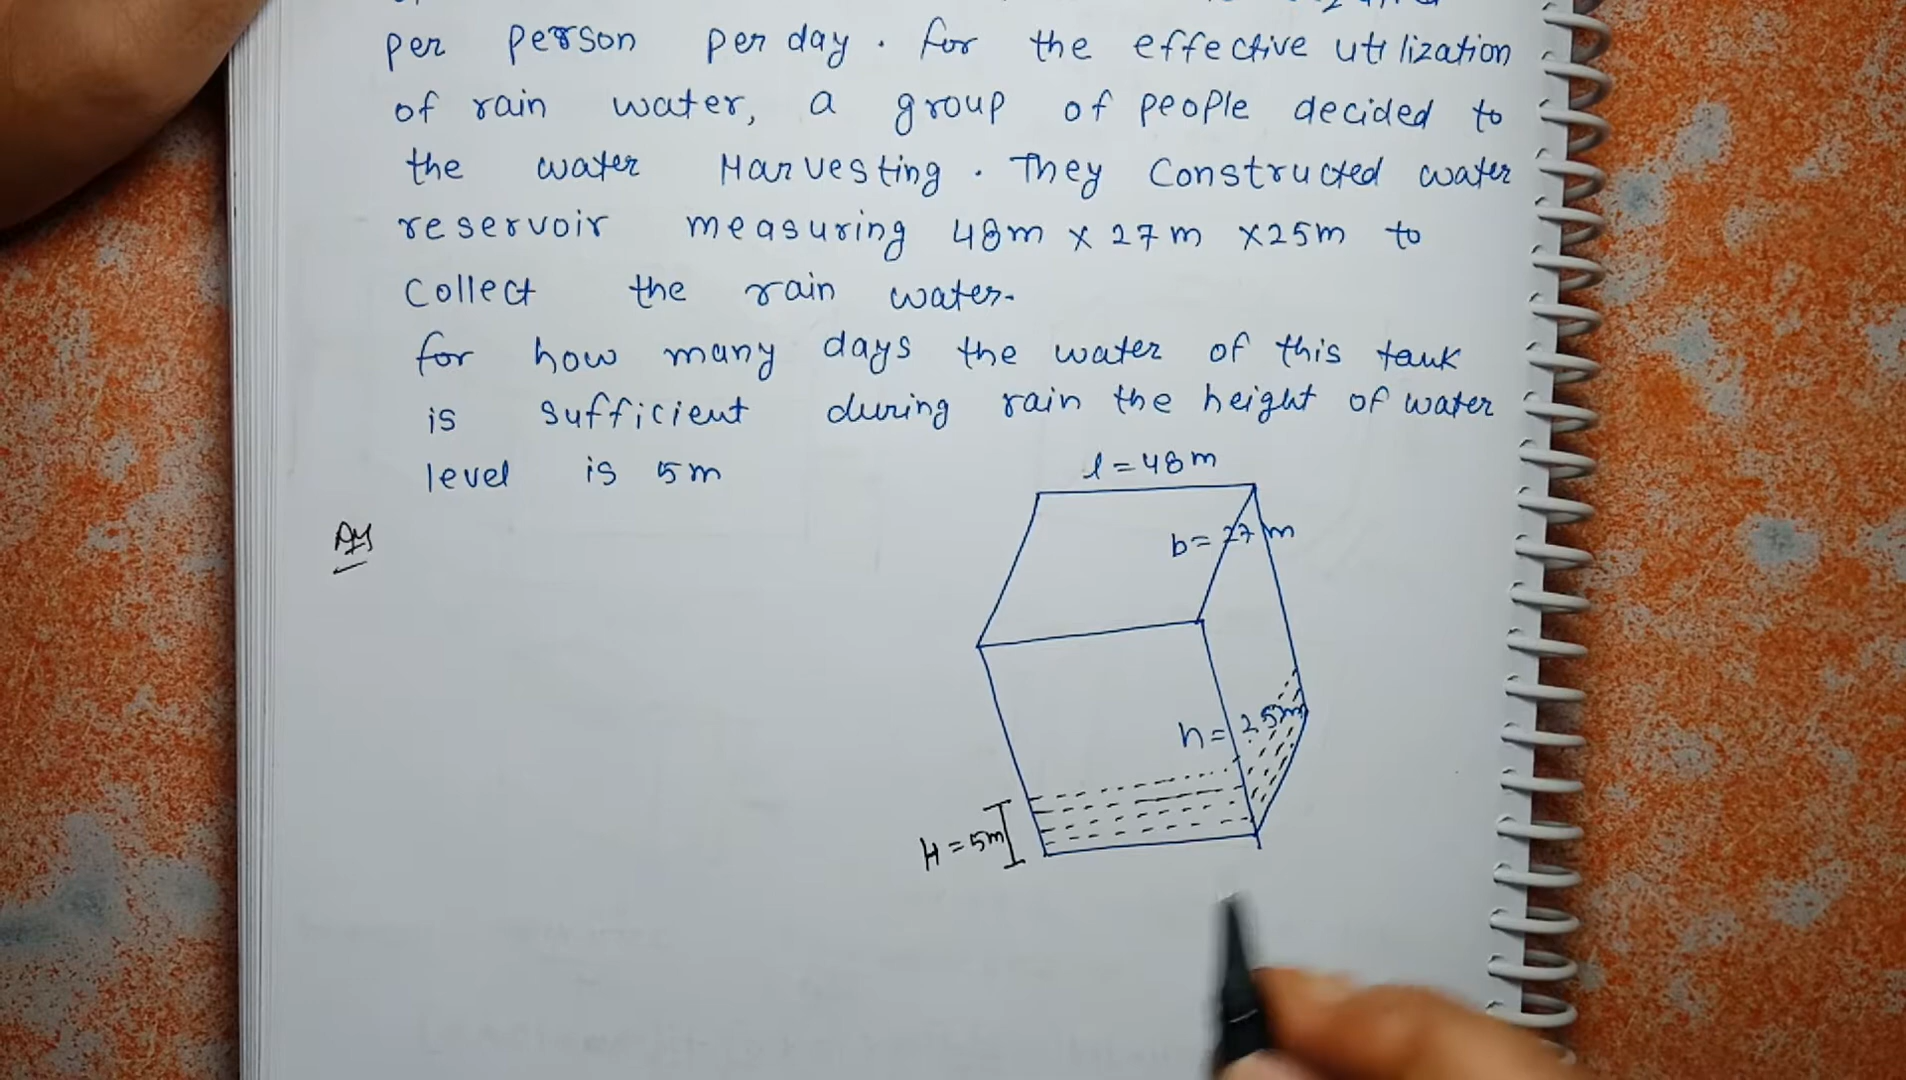 per person per day. for the effective utilization
of rain water, a group of people decided to
the water Harvesting. They constructed water
reservoir measuring 48m x 27m x 25m to
collect the rain water.
for how many days the water of this tank
is sufficient during rain the height of water
level is 5m
l = 48m
b = 27m
h = 25m
H = 5m